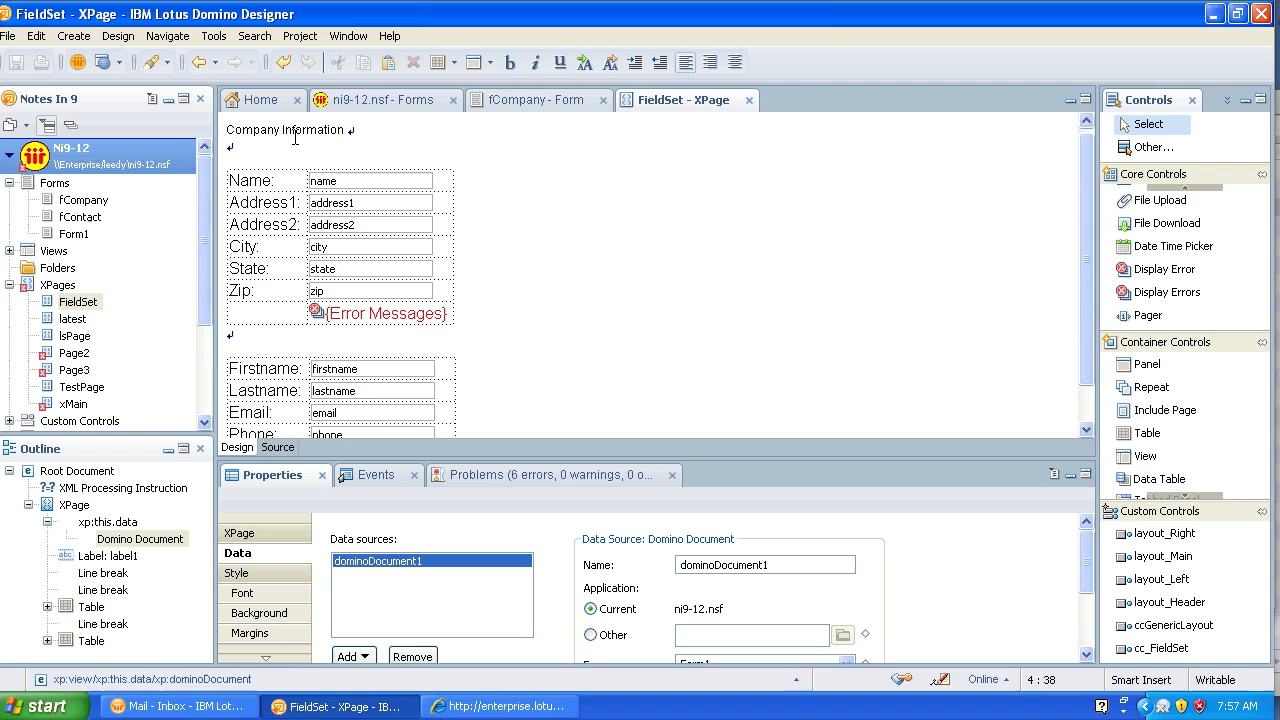 FieldSet - XPage - IBM Lotus Domino Designer
File Edit Create Design Navigate Tools Search Project Window Help
Notes In 9
Ni9-12
\\Enterprise/leedy\ni9-12.nsf
Forms
fCompany
fContact
Form1
Views
Folders
XPages
FieldSet
latest
lsPage
Page2
Page3
TestPage
xMain
Custom Controls
Outline
Root Document
XML Processing Instruction
XPage
xp:this.data
Domino Document
Label: label1
Line break
Line break
Table
Line break
Table
Home
ni9-12.nsf - Forms
fCompany - Form
FieldSet - XPage
Company Information
Name: name
Address1: address1
Address2: address2
City: city
State: state
Zip: zip
{Error Messages}
Firstname: firstname
Lastname: lastname
Email: email
Phone: phone
Design Source
Properties
Events
Problems (6 errors, 0 warnings, 0 o...
XPage
Data
Style
Font
Background
Margins
Data sources:
dominoDocument1
Add Remove
Data Source: Domino Document
Name: dominoDocument1
Application:
Current ni9-12.nsf
Other
Form1
Controls
Select
Other...
Core Controls
File Upload
File Download
Date Time Picker
Display Error
Display Errors
Pager
Container Controls
Panel
Repeat
Include Page
Table
View
Data Table
Custom Controls
layout_Right
layout_Main
layout_Left
layout_Header
ccGenericLayout
cc_FieldSet
xp:view/xp:this.data/xp:dominoDocument
Online
4 : 38
Smart Insert
Writable
start
Mail - Inbox - IBM Lot...
FieldSet - XPage - IB...
http://enterprise.lotu...
7:57 AM